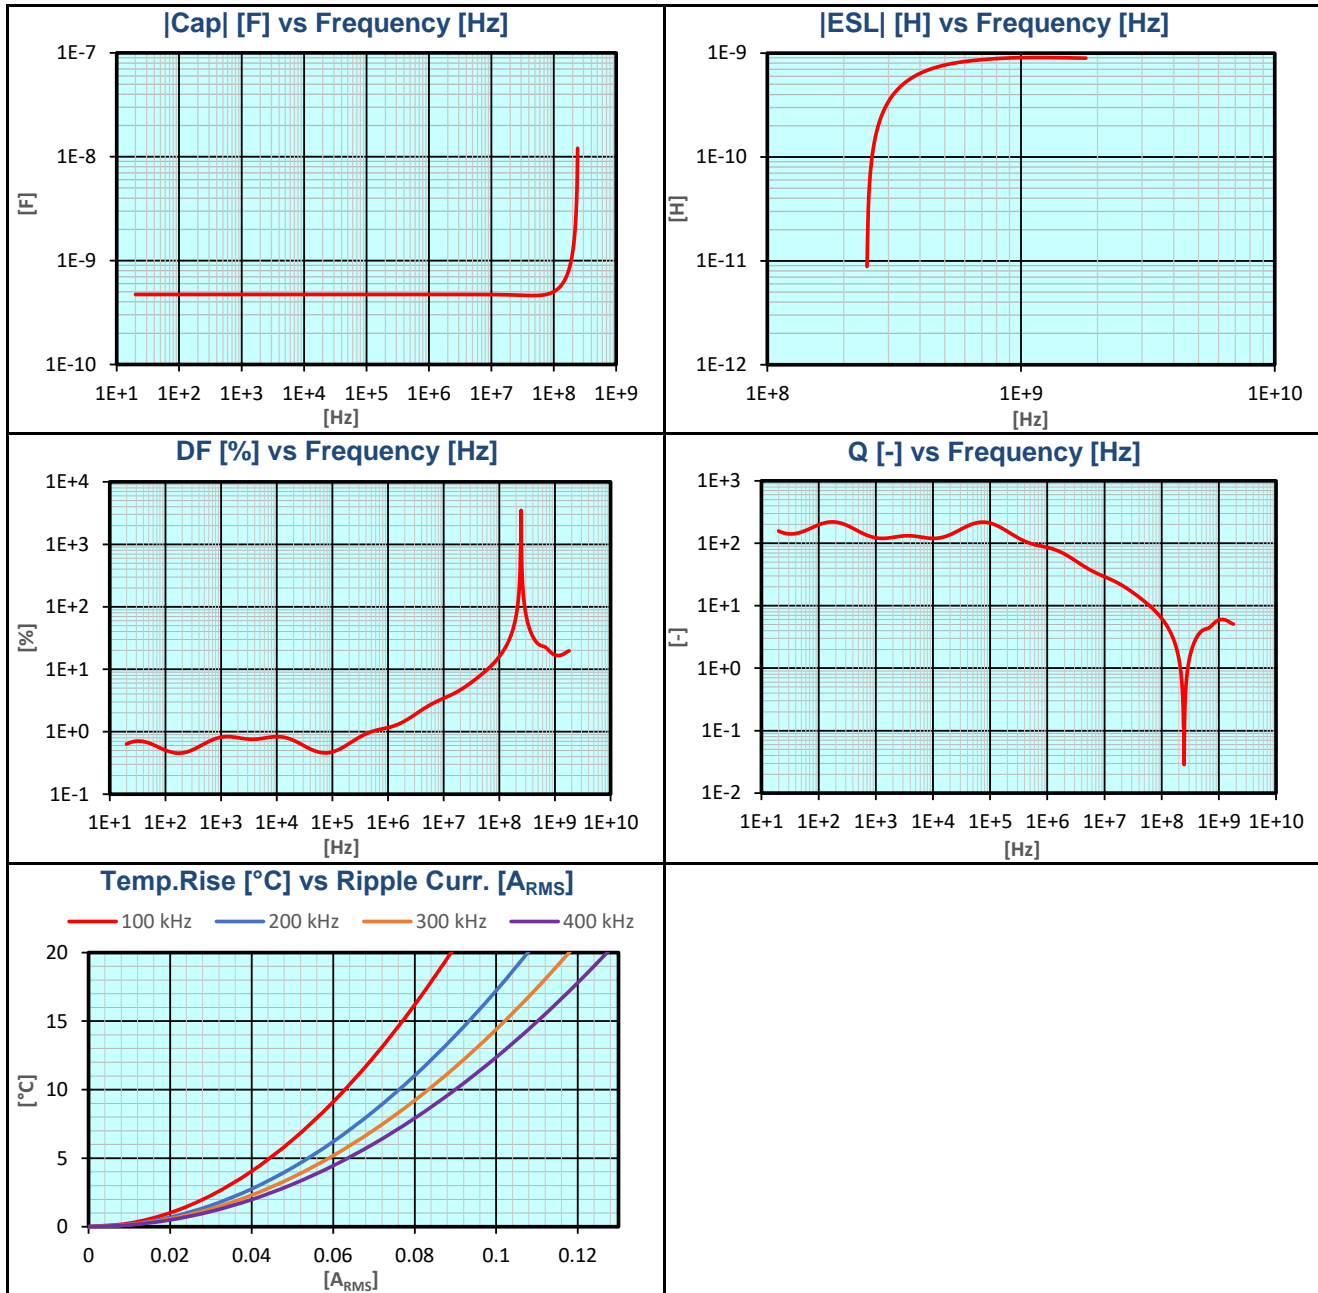 |Cap| [F] vs Frequency [Hz]
1E-7
1E-8
1E-9
1E-10
[F]
1E+1 1E+2 1E+3 1E+4 1E+5 1E+6 1E+7 1E+8 1E+9
[Hz]
|ESL| [H] vs Frequency [Hz]
1E-9
1E-10
1E-11
1E-12
[H]
1E+8 1E+9 1E+10
[Hz]
DF [%] vs Frequency [Hz]
1E+4
1E+3
1E+2
1E+1
1E+0
1E-1
[%]
1E+1 1E+2 1E+3 1E+4 1E+5 1E+6 1E+7 1E+8 1E+9 1E+10
[Hz]
Q [-] vs Frequency [Hz]
1E+3
1E+2
1E+1
1E+0
1E-1
1E-2
[-]
1E+1 1E+2 1E+3 1E+4 1E+5 1E+6 1E+7 1E+8 1E+9 1E+10
[Hz]
Temp.Rise [°C] vs Ripple Curr. [ARMS]
100 kHz 200 kHz 300 kHz 400 kHz
20
15
10
5
0
[°C]
0 0.02 0.04 0.06 0.08 0.1 0.12
[ARMS]